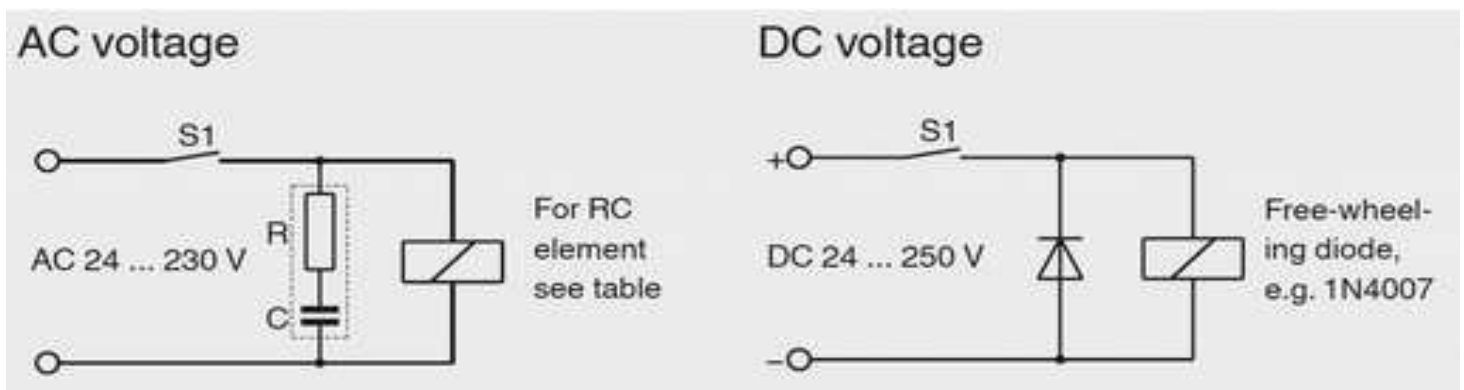 AC voltage
S1
R
C
AC 24 ... 230 V
For RC
element
see table
DC voltage
S1
+
−
DC 24 ... 250 V
Free-wheel-
ing diode,
e.g. 1N4007